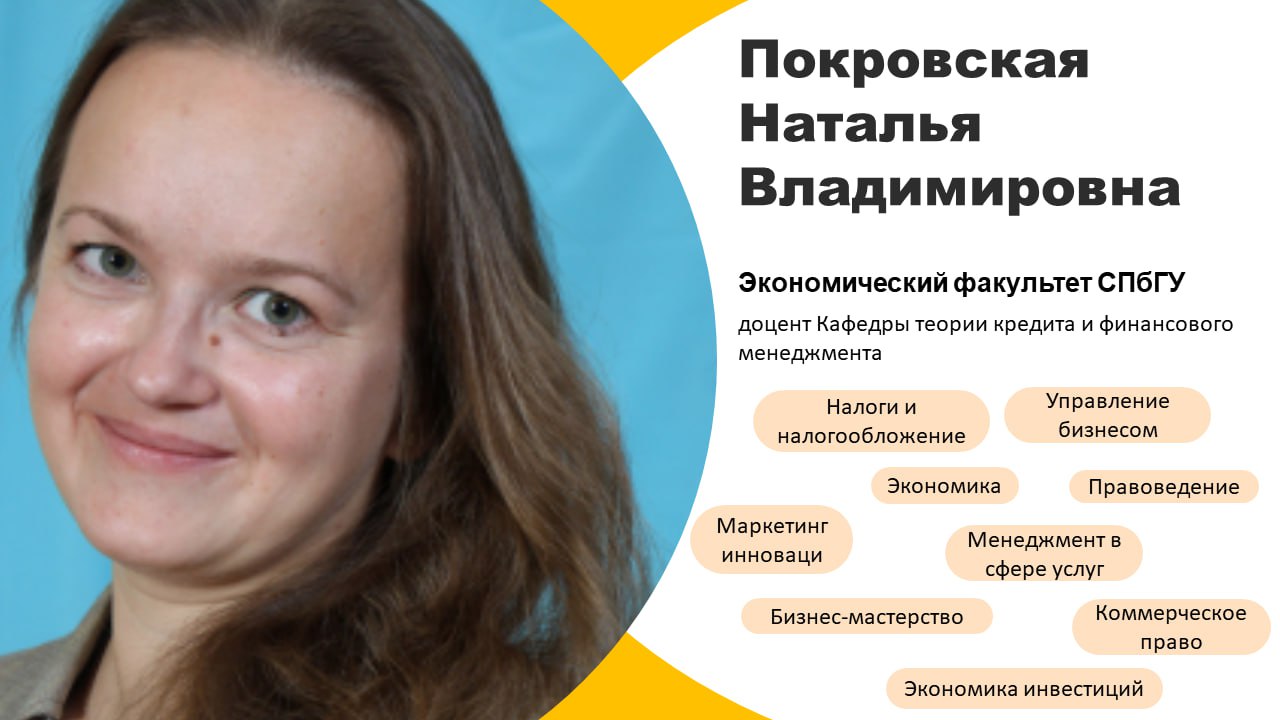 Покровская
Наталья
Владимировна
Экономический факультет СПбГУ
доцент Кафедры теории кредита и финансового
менеджмента
Налоги и
налогообложение
Управление
бизнесом
Экономика
Правоведение
Маркетинг
инноваци
Менеджмент в
сфере услуг
Бизнес-мастерство
Коммерческое
право
Экономика инвестиций